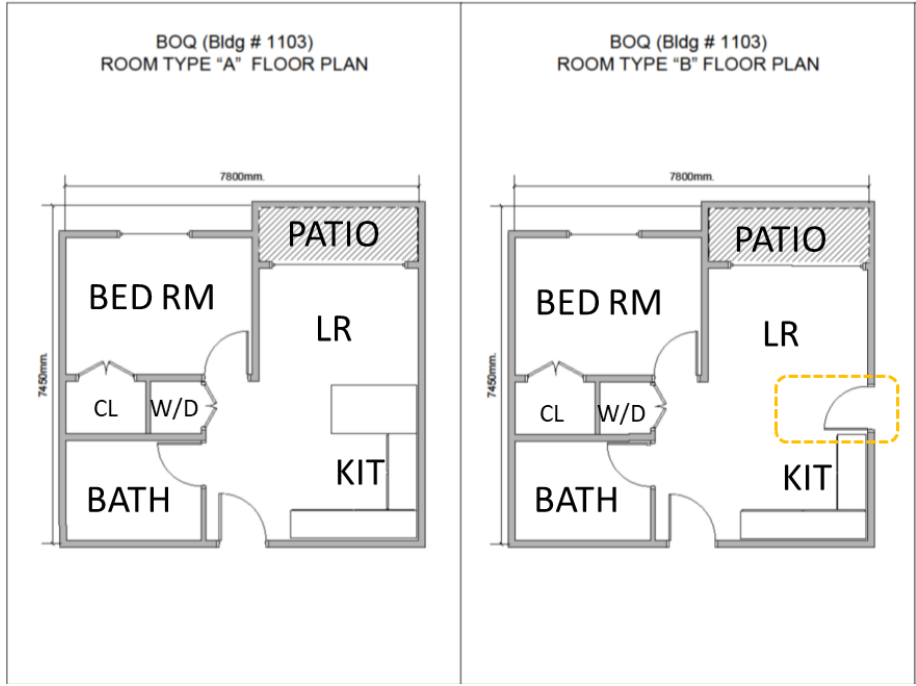 BOQ (Bldg # 1103)
ROOM TYPE “A” FLOOR PLAN
7800mm.
7450mm.
PATIO
BED RM
LR
CL
W/D
KIT
BATH
BOQ (Bldg # 1103)
ROOM TYPE “B” FLOOR PLAN
7800mm.
7450mm.
PATIO
BED RM
LR
CL
W/D
KIT
BATH